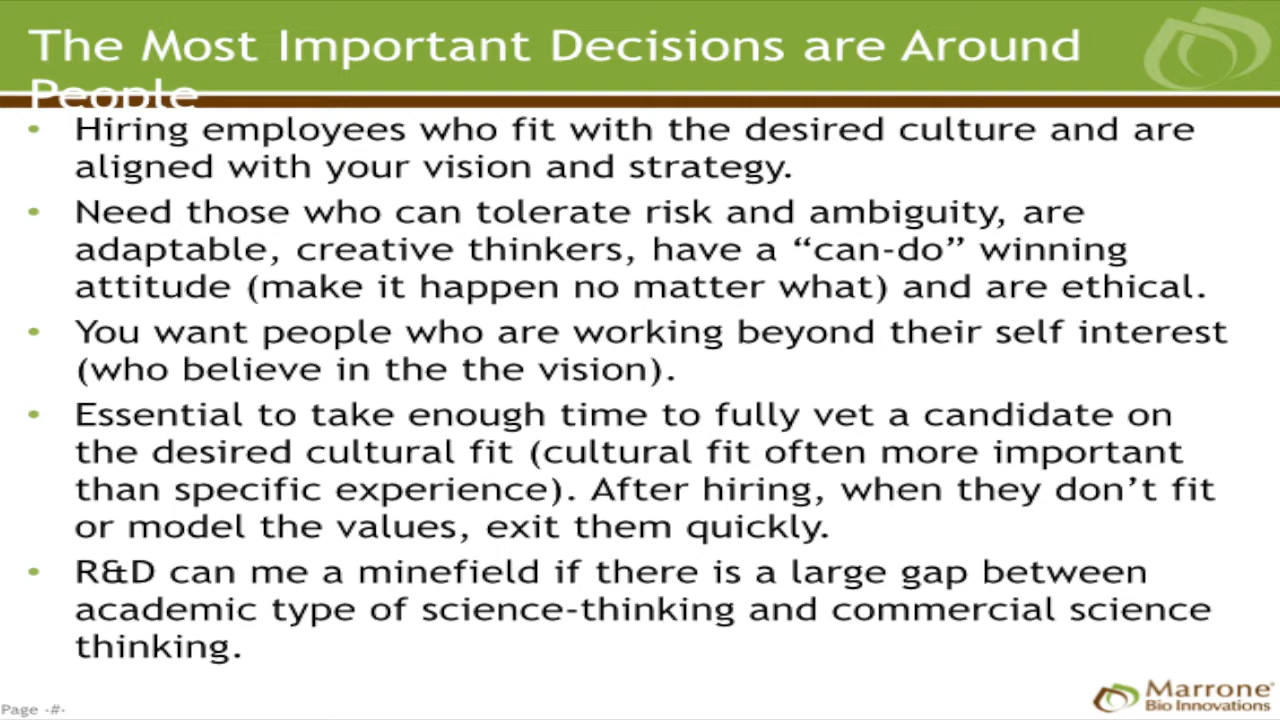 The Most Important Decisions are Around
People
• Hiring employees who fit with the desired culture and are
aligned with your vision and strategy.
• Need those who can tolerate risk and ambiguity, are
adaptable, creative thinkers, have a “can-do” winning
attitude (make it happen no matter what) and are ethical.
• You want people who are working beyond their self interest
(who believe in the the vision).
• Essential to take enough time to fully vet a candidate on
the desired cultural fit (cultural fit often more important
than specific experience). After hiring, when they don’t fit
or model the values, exit them quickly.
• R&D can me a minefield if there is a large gap between
academic type of science-thinking and commercial science
thinking.
Marrone®
Bio Innovations
Page -#-